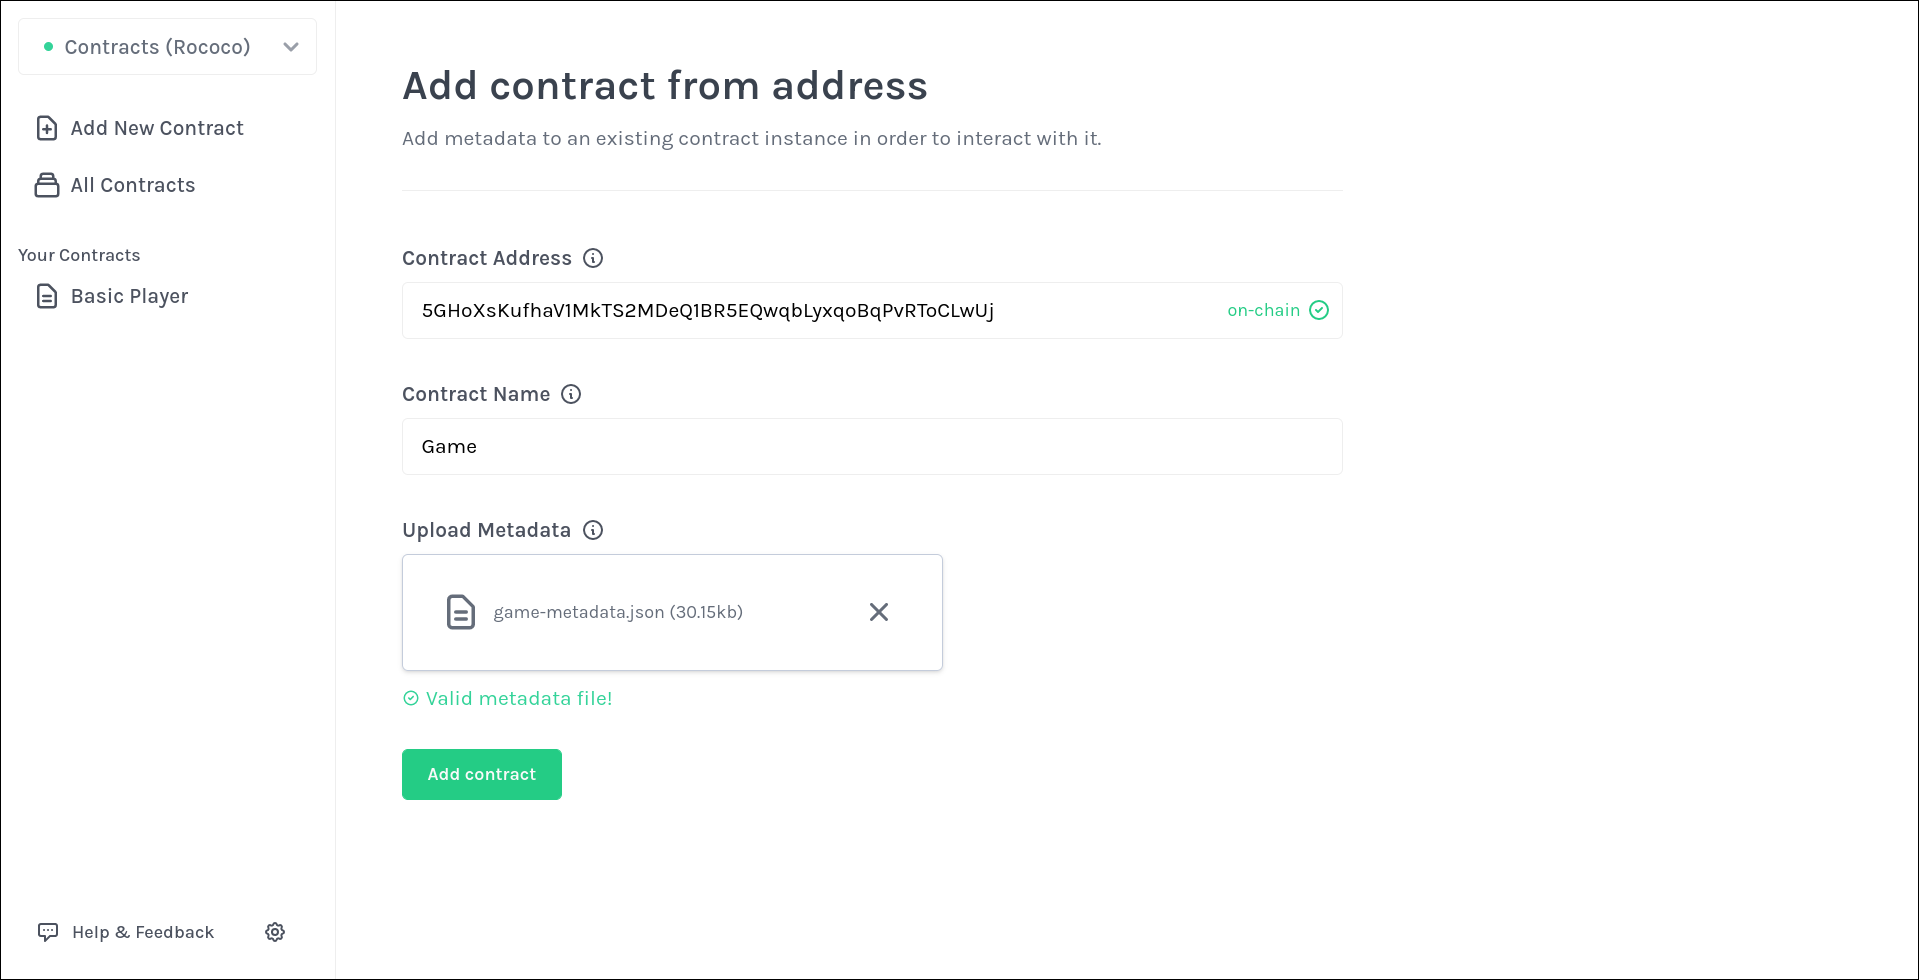 Contracts (Rococo)
Add New Contract
All Contracts
Your Contracts
Basic Player
Help & Feedback
Add contract from address
Add metadata to an existing contract instance in order to interact with it.
Contract Address
5GHoXsKufhaV1MkTS2MDeQ1BR5EQwqbLyxqoBqPvRToCLwUj on-chain
Contract Name
Game
Upload Metadata
game-metadata.json (30.15kb)
Valid metadata file!
Add contract